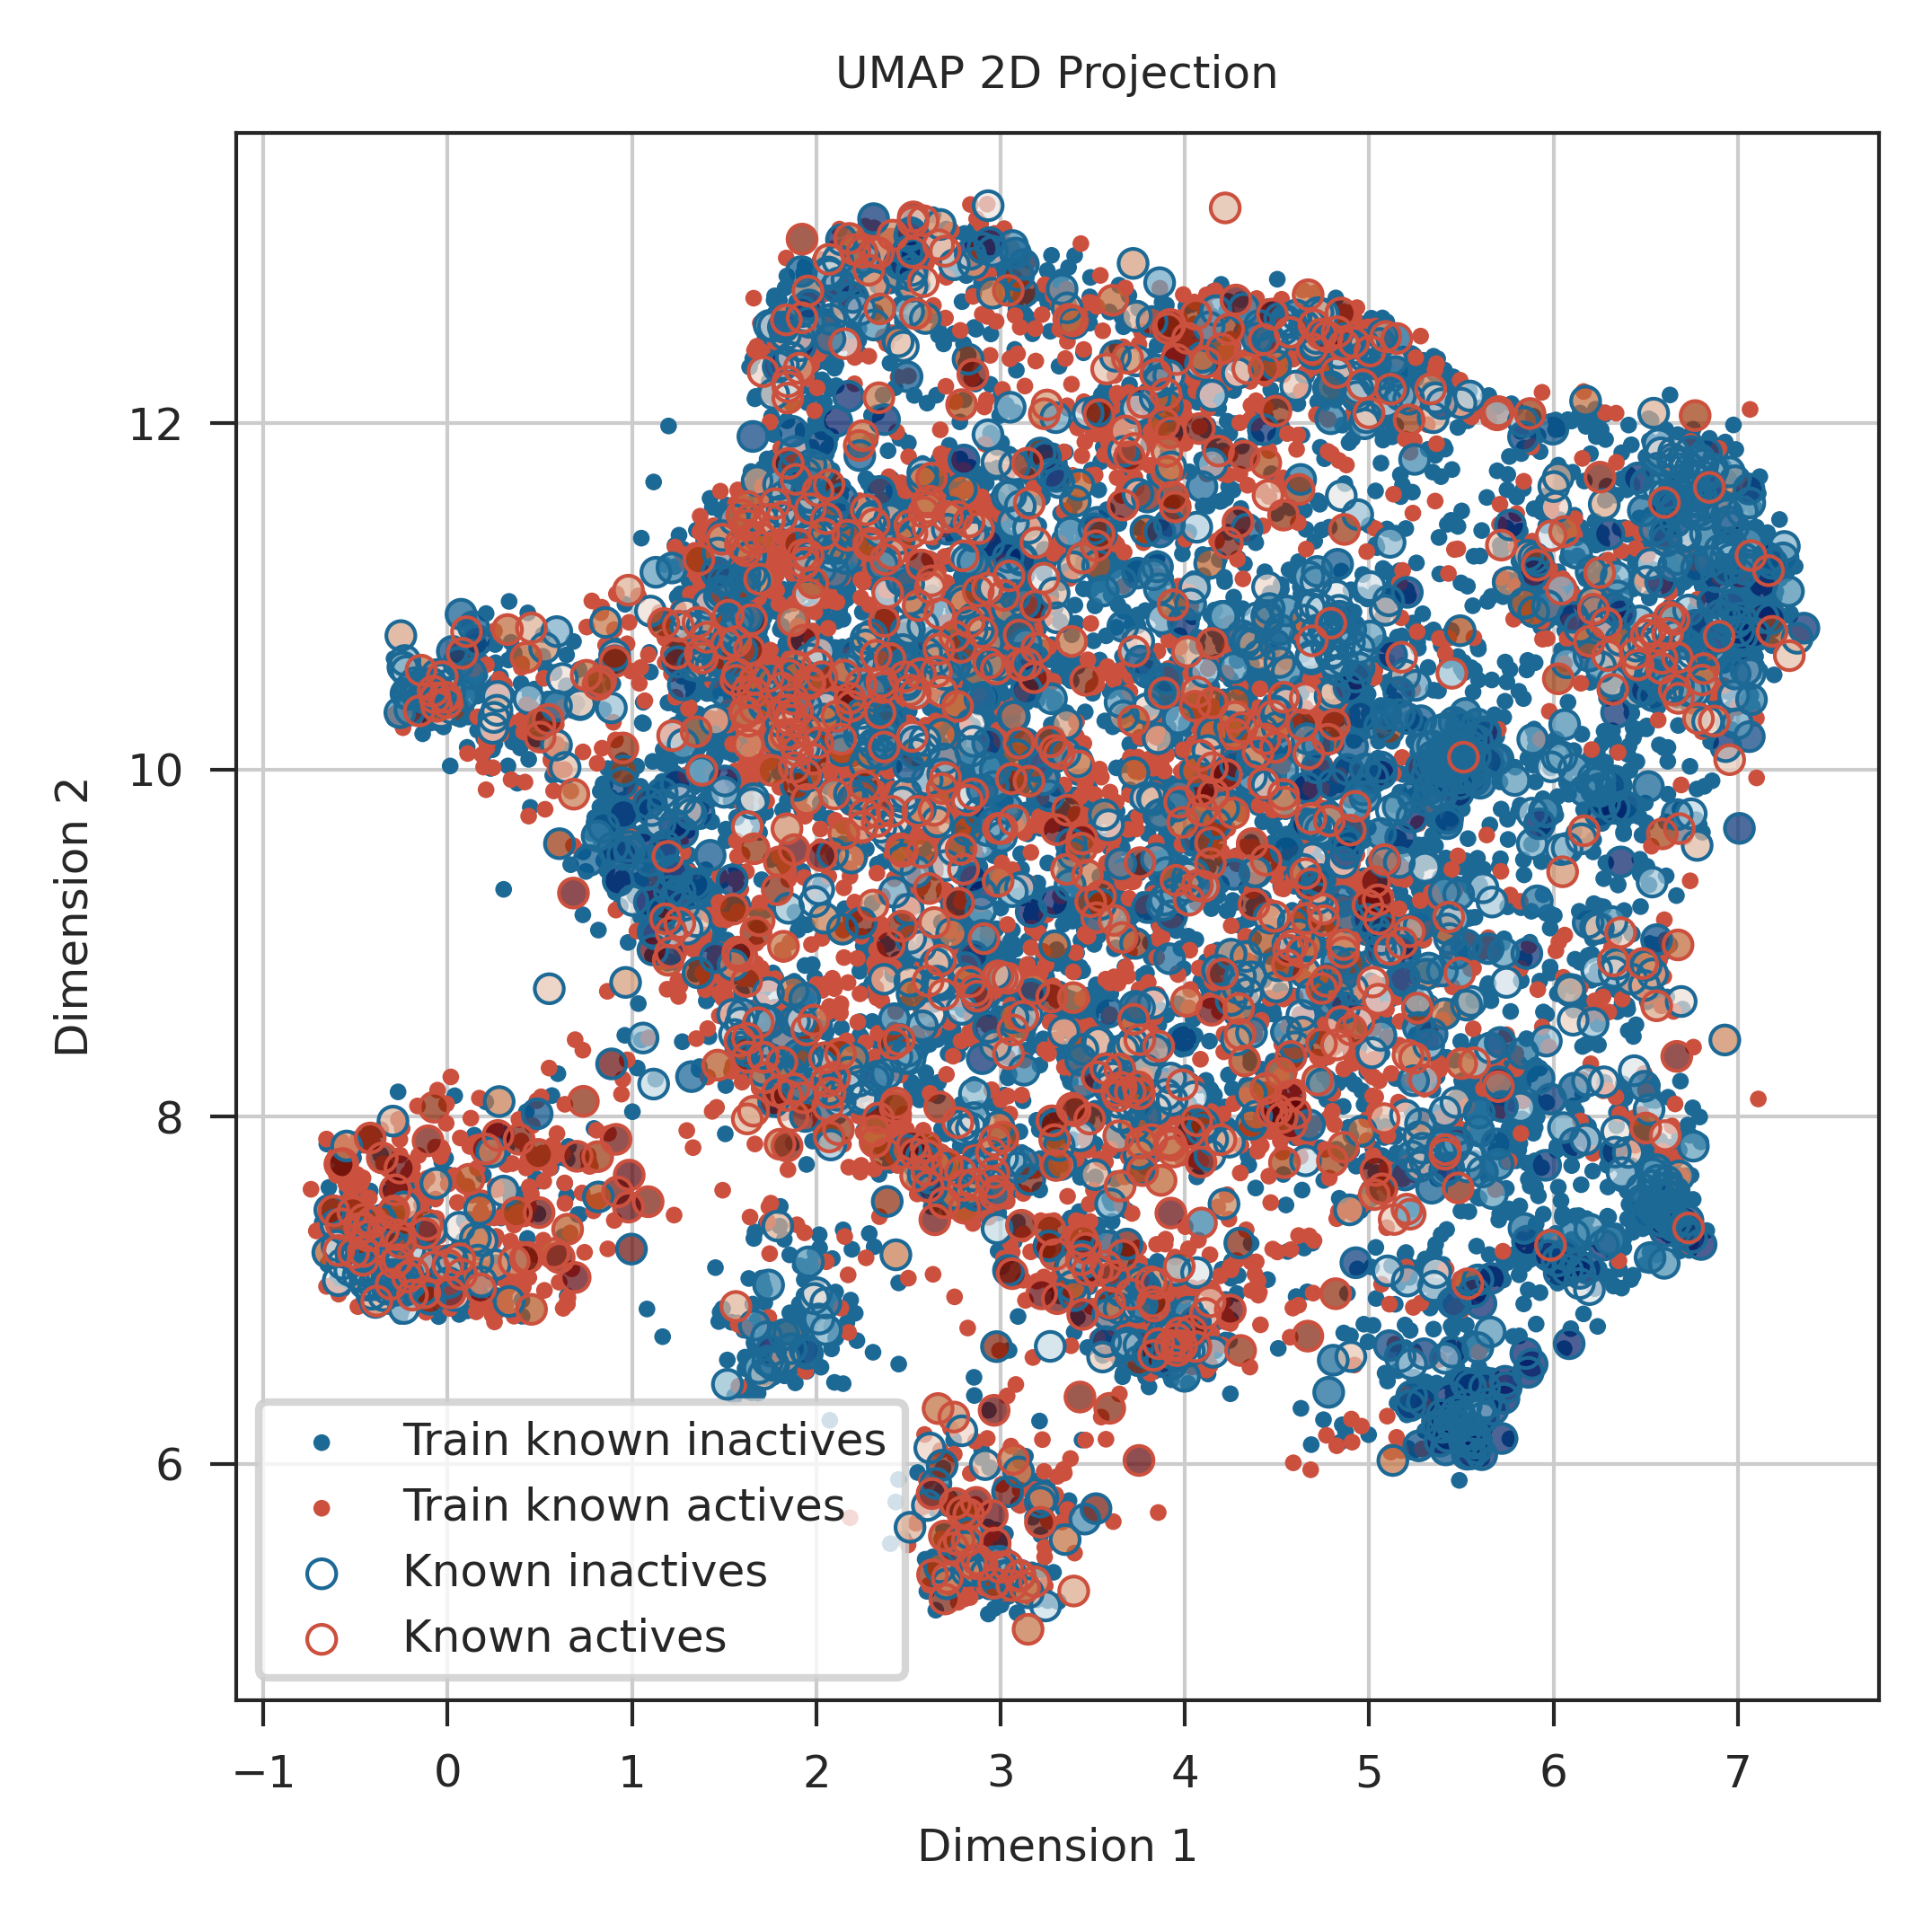 UMAP 2D Projection
Dimension 2
12
10
8
6
Train known inactives
Train known actives
Known inactives
Known actives
−1 0 1 2 3 4 5 6 7
Dimension 1